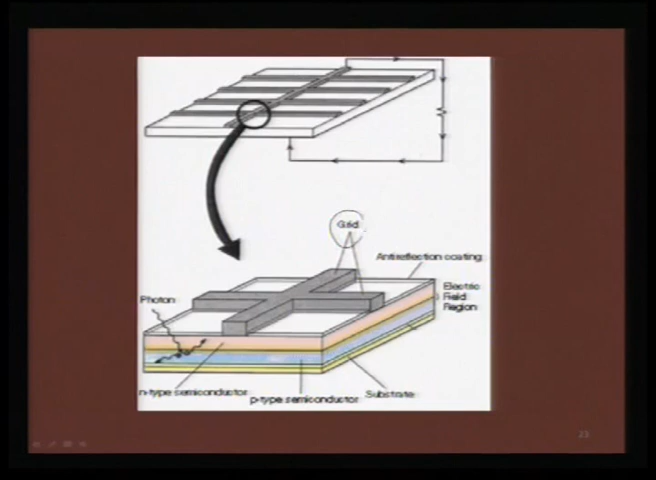 Grid
Antireflection coating
Electric
Field
Region
Photon
n-type semiconductor
p-type semiconductor
Substrate
23